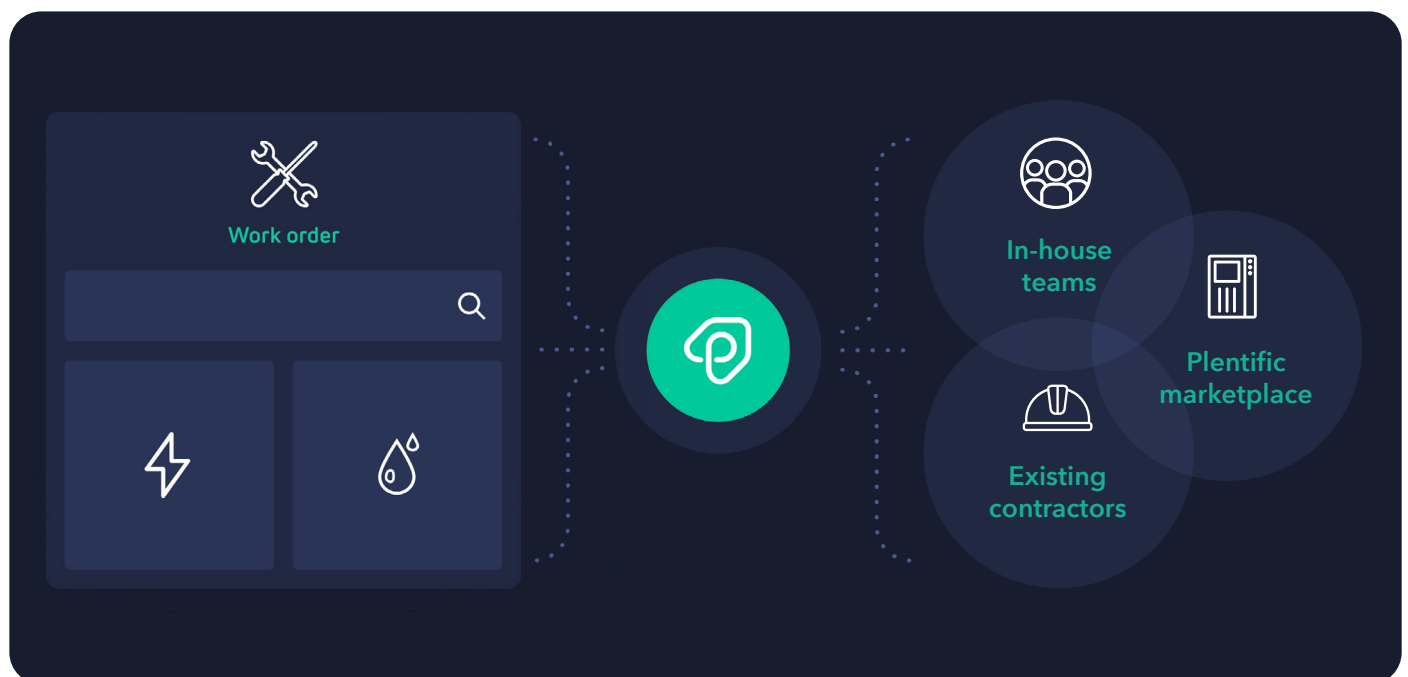 Work order
In-house
teams
Plentific
marketplace
Existing
contractors